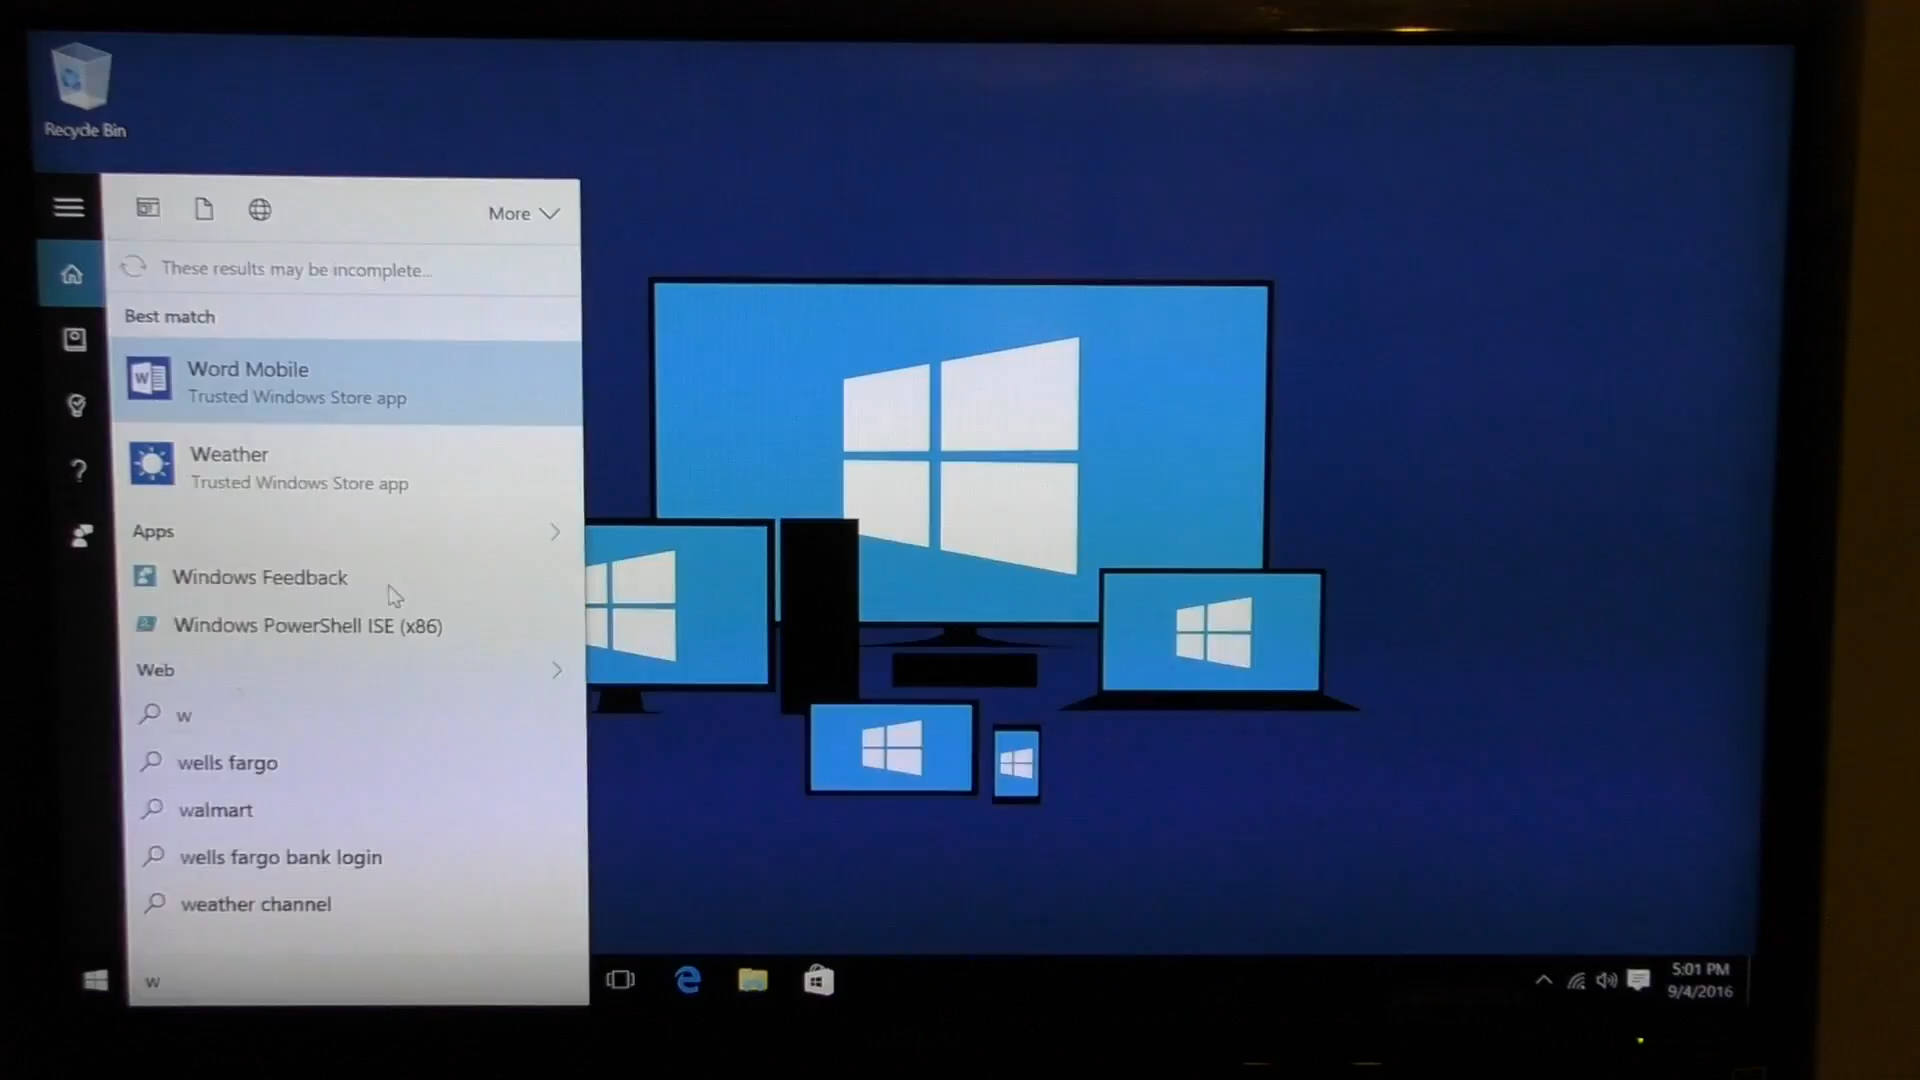 Recycle Bin
More
These results may be incomplete...
Best match
Word Mobile
Trusted Windows Store app
Weather
Trusted Windows Store app
Apps
Windows Feedback
Windows PowerShell ISE (x86)
Web
w
wells fargo
walmart
wells fargo bank login
weather channel
w
5:01 PM
9/4/2016